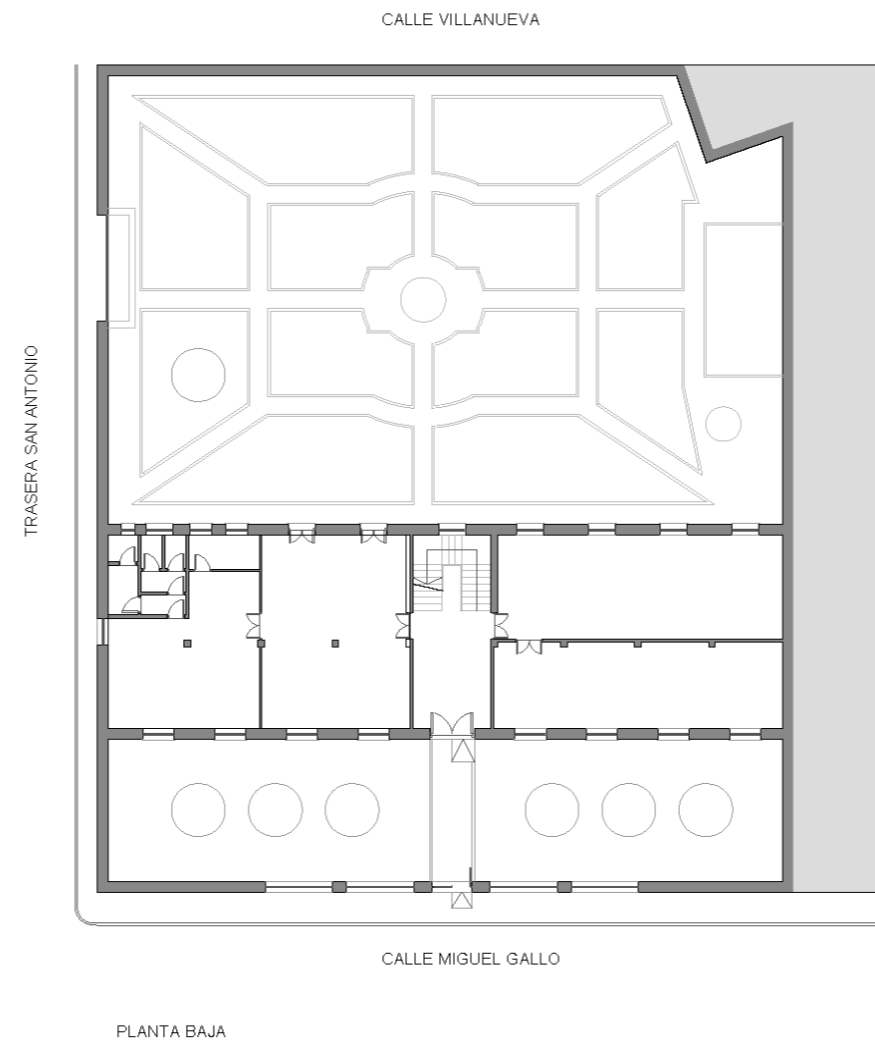 CALLE VILLANUEVA
TRASERA SAN ANTONIO
CALLE MIGUEL GALLO
PLANTA BAJA